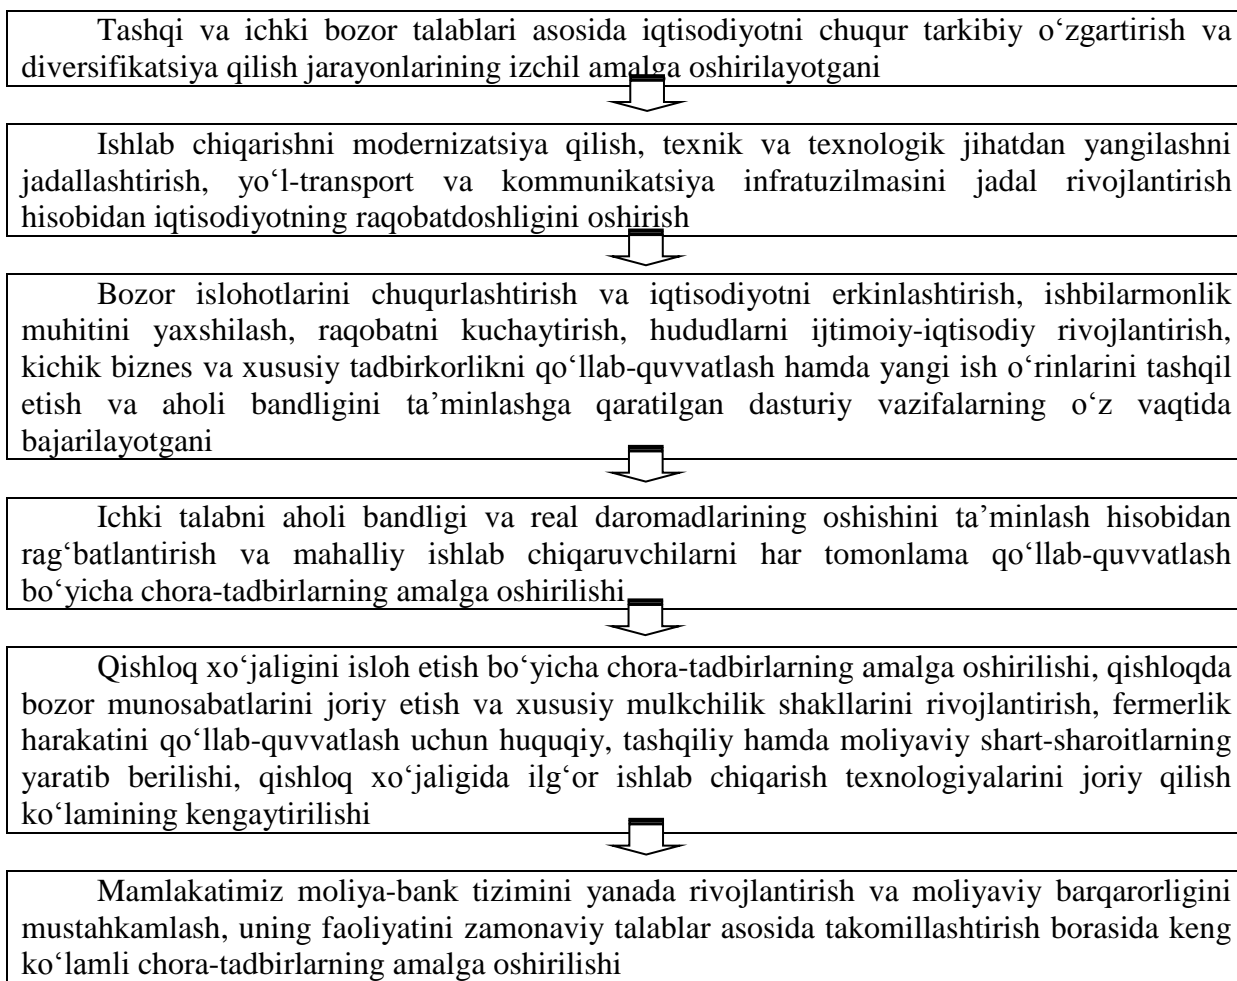 Tashqi va ichki bozor talablari asosida iqtisodiyotni chuqur tarkibiy o‘zgartirish va
diversifikatsiya qilish jarayonlarining izchil amalga oshirilayotgani
Ishlab chiqarishni modernizatsiya qilish, texnik va texnologik jihatdan yangilashni
jadallashtirish, yo‘l-transport va kommunikatsiya infratuzilmasini jadal rivojlantirish
hisobidan iqtisodiyotning raqobatdoshligini oshirish
Bozor islohotlarini chuqurlashtirish va iqtisodiyotni erkinlashtirish, ishbilarmonlik
muhitini yaxshilash, raqobatni kuchaytirish, hududlarni ijtimoiy-iqtisodiy rivojlantirish,
kichik biznes va xususiy tadbirkorlikni qo‘llab-quvvatlash hamda yangi ish o‘rinlarini tashqil
etish va aholi bandligini ta’minlashga qaratilgan dasturiy vazifalarning o‘z vaqtida
bajarilayotgani
Ichki talabni aholi bandligi va real daromadlarining oshishini ta’minlash hisobidan
rag‘batlantirish va mahalliy ishlab chiqaruvchilarni har tomonlama qo‘llab-quvvatlash
bo‘yicha chora-tadbirlarning amalga oshirilishi
Qishloq xo‘jaligini isloh etish bo‘yicha chora-tadbirlarning amalga oshirilishi, qishloqda
bozor munosabatlarini joriy etish va xususiy mulkchilik shakllarini rivojlantirish, fermerlik
harakatini qo‘llab-quvvatlash uchun huquqiy, tashqiliy hamda moliyaviy shart-sharoitlarning
yaratib berilishi, qishloq xo‘jaligida ilg‘or ishlab chiqarish texnologiyalarini joriy qilish
ko‘lamining kengaytirilishi
Mamlakatimiz moliya-bank tizimini yanada rivojlantirish va moliyaviy barqarorligini
mustahkamlash, uning faoliyatini zamonaviy talablar asosida takomillashtirish borasida keng
ko‘lamli chora-tadbirlarning amalga oshirilishi